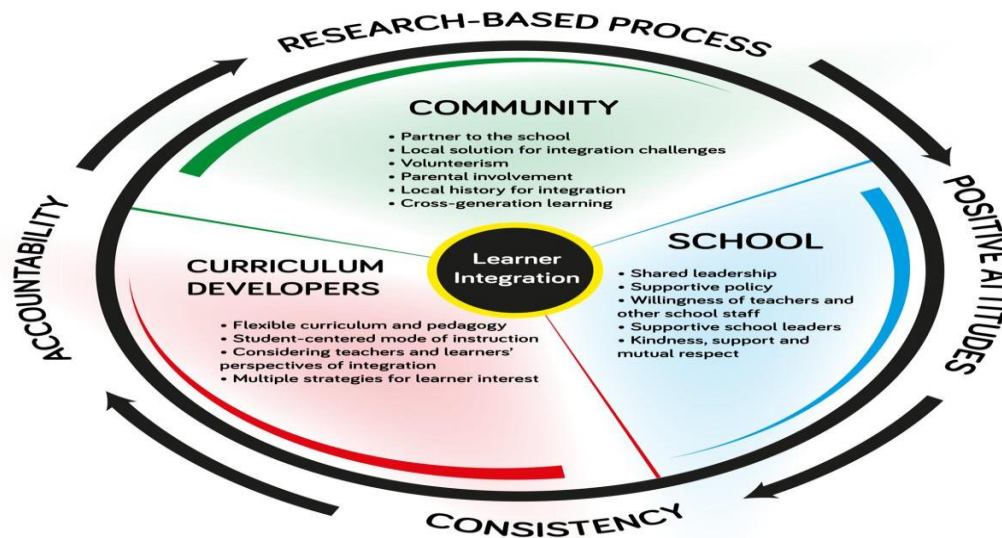 RESEARCH-BASED PROCESS
COMMUNITY
• Partner to the school
• Local solution for integration challenges
• Volunteerism
• Parental involvement
• Local history for integration
• Cross-generation learning
ACCOUNTABILITY
POSITIVE ATTITUDES
Learner
Integration
SCHOOL
• Shared leadership
• Supportive policy
• Willingness of teachers and
other school staff
• Supportive school leaders
• Kindness, support and
mutual respect
CURRICULUM
DEVELOPERS
• Flexible curriculum and pedagogy
• Student-centered mode of instruction
• Considering teachers and learners'
perspectives of integration
• Multiple strategies for learner interest
CONSISTENCY